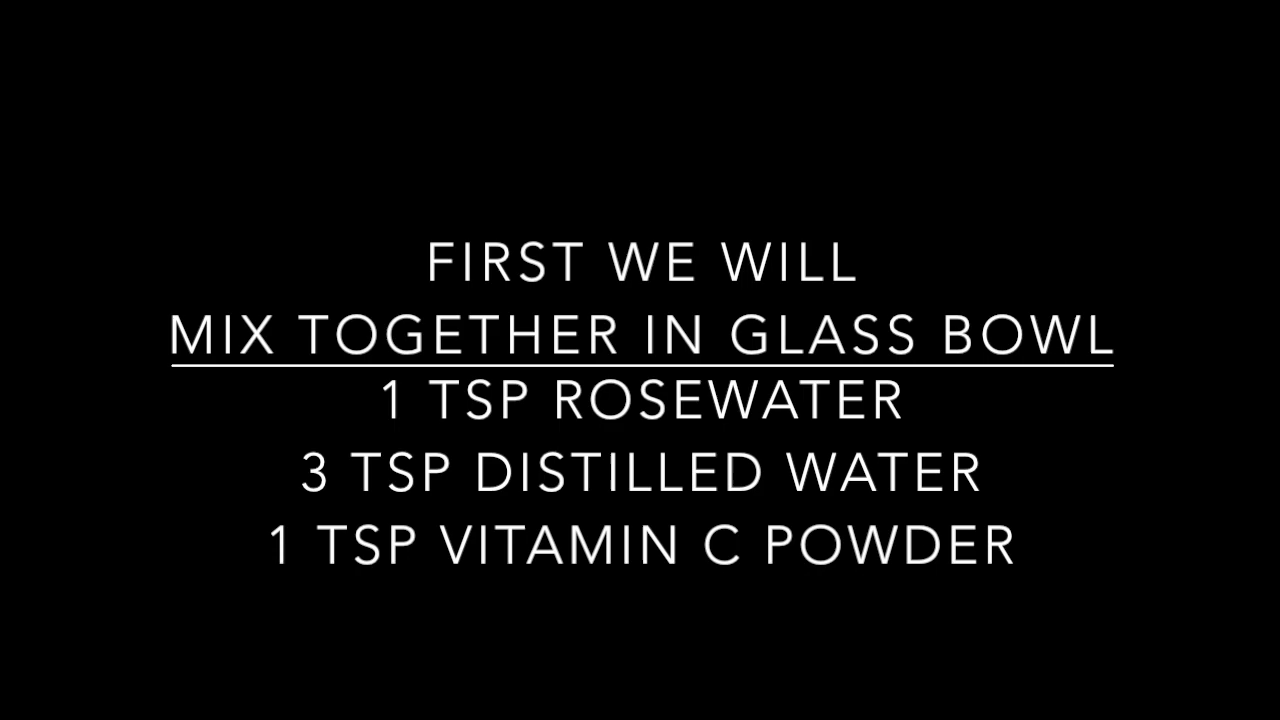 FIRST WE WILL
MIX TOGETHER IN GLASS BOWL
1 TSP ROSEWATER
3 TSP DISTILLED WATER
1 TSP VITAMIN C POWDER